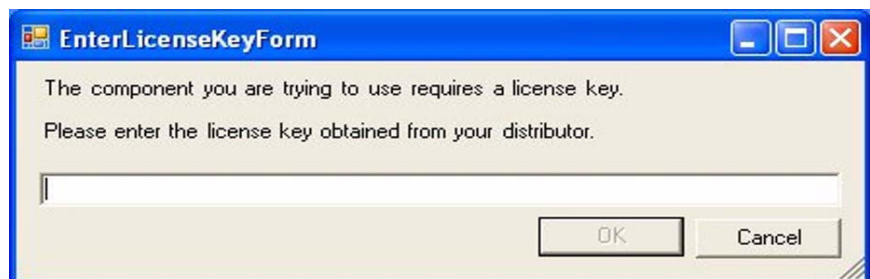 EnterLicenseKeyForm
The component you are trying to use requires a license key.
Please enter the license key obtained from your distributor.
OK Cancel